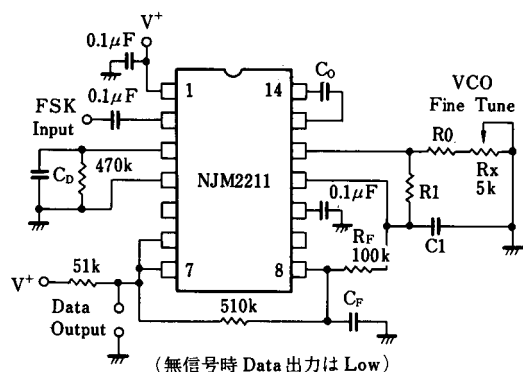 V⁺
0.1μF
1
14
C₀
VCO
Fine Tune
FSK
Input
0.1μF
R0
Rx
5k
C_D
470k
NJM2211
0.1μF
R1
C1
R_F
100k
V⁺
51k
7
8
Data
Output
510k
C_F
(無信号時 Data 出力は Low)